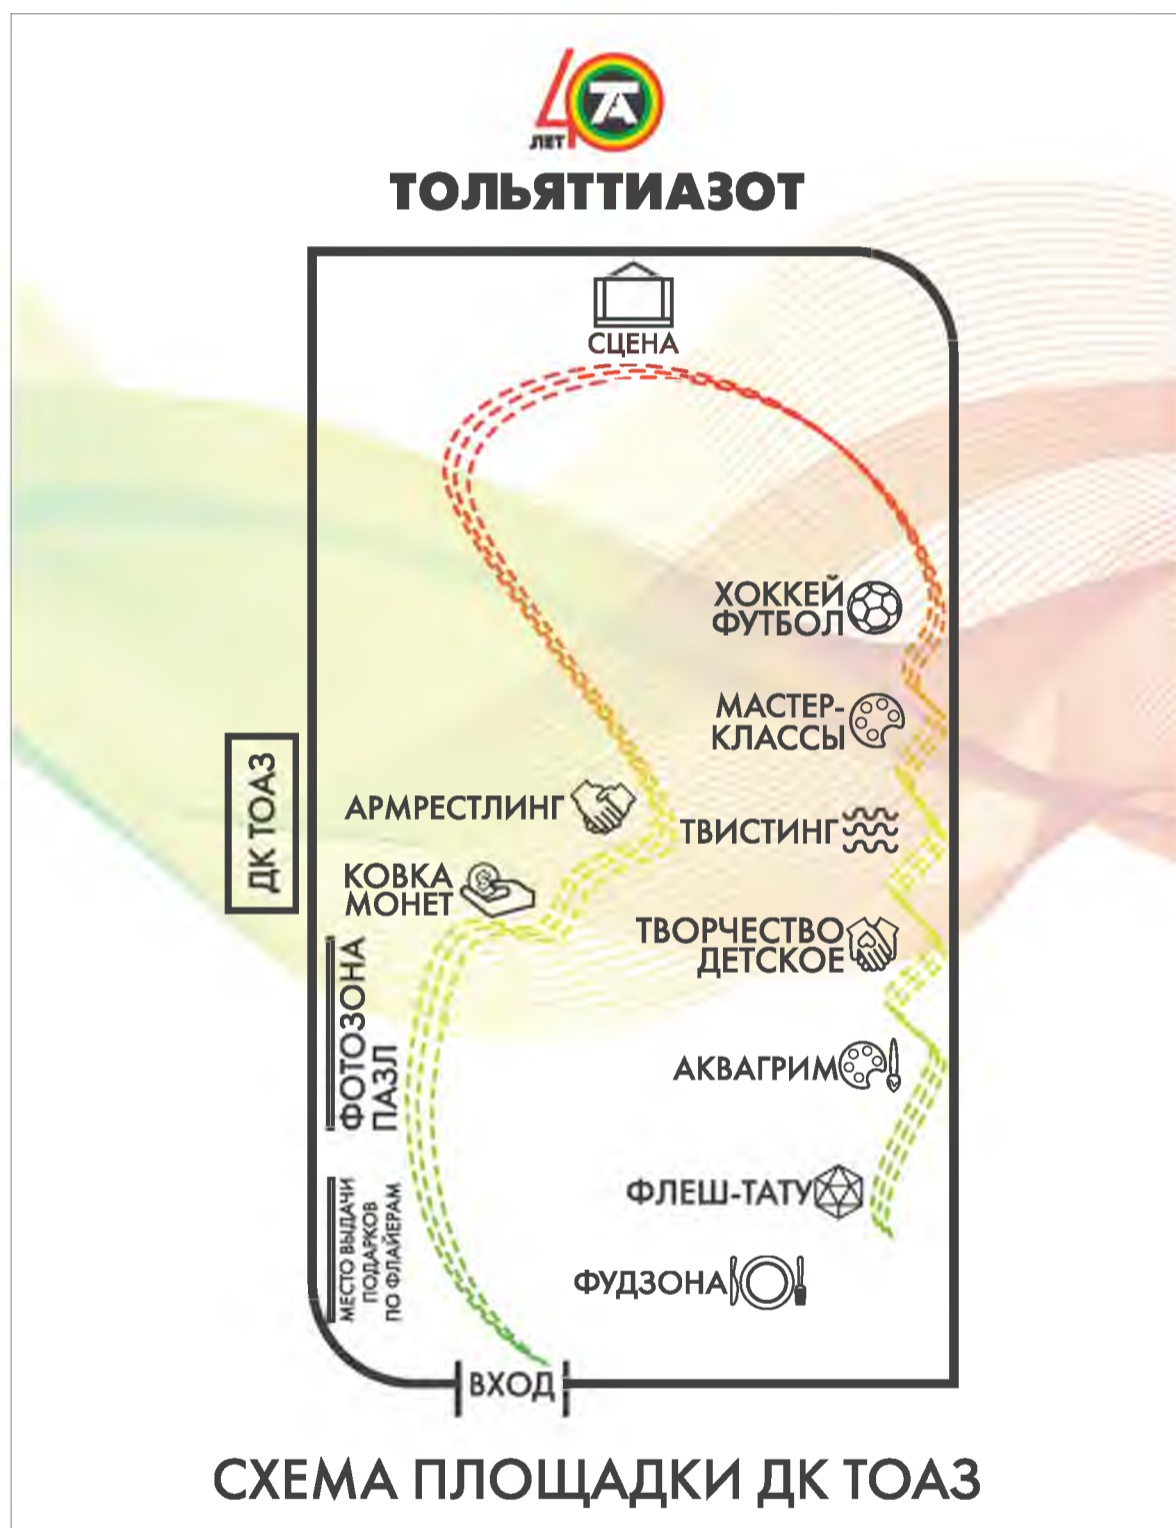 40
ЛЕТ
ТА
ТОЛЬЯТТИАЗОТ
СЦЕНА
ХОККЕЙ
ФУТБОЛ
МАСТЕР-
КЛАССЫ
АРМРЕСТЛИНГ
ТВИСТИНГ
ДК ТОАЗ
КОВКА
МОНЕТ
ТВОРЧЕСТВО
ДЕТСКОЕ
ФОТОЗОНА
ПАЗЛ
АКВАГРИМ
МЕСТО ВЫДАЧИ
ПОДАРКОВ
ПО ФЛАЙЕРАМ
ФЛЕШ-ТАТУ
ФУДЗОНА
ВХОД
СХЕМА ПЛОЩАДКИ ДК ТОАЗ